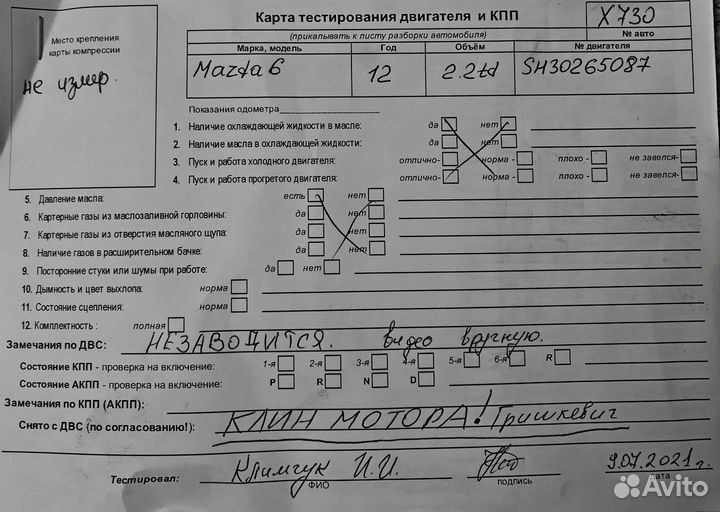 Карта тестирования двигателя и КПП
(прикалывать к листу разборки автомобиля)
X730
№ авто
Место крепления
карты компрессии
не измер.
Марка, модель Год Объём № двигателя
Mazda 6 12 2.2td SH30265087
Показания одометра
1. Наличие охлаждающей жидкости в масле: да нет
2. Наличие масла в охлаждающей жидкости: да нет
3. Пуск и работа холодного двигателя: отлично- норма - плохо - не завелся-
4. Пуск и работа прогретого двигателя: отлично- норма - плохо - не завелся-
5. Давление масла: есть нет
6. Картерные газы из маслозаливной горловины: да нет
7. Картерные газы из отверстия масляного щупа: да нет
8. Наличие газов в расширительном бачке: да нет
9. Посторонние стуки или шумы при работе: да нет
10. Дымность и цвет выхлопа: норма
11. Состояние сцепления: норма
12. Комплектность : полная
Замечания по ДВС: НЕЗАВОДИТСЯ. видео вручную.
Состояние КПП - проверка на включение: 1-я 2-я 3-я 4-я 5-я 6-я R
Состояние АКПП - проверка на включение: P R N D
Замечания по КПП (АКПП):
Снято с ДВС (по согласованию!): КЛИН МОТОРА! Гришкевич
Тестировал: Климчук И.И. 9.07.2021г.
ФИО подпись дата
Avito